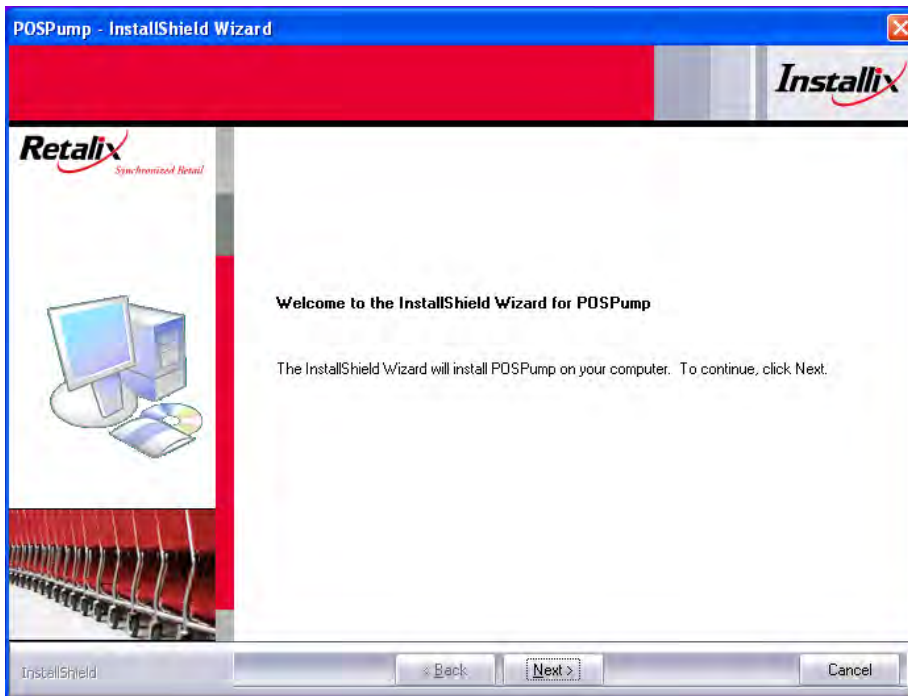 POSPump - InstallShield Wizard
Installix
Retalix
Synchronized Retail
Welcome to the InstallShield Wizard for POSPump
The InstallShield Wizard will install POSPump on your computer. To continue, click Next.
InstallShield
< Back
Next >
Cancel